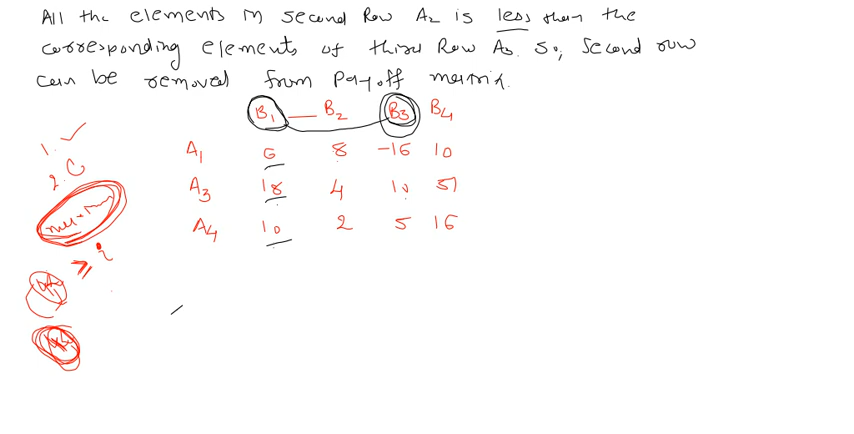 All the elements in second Row A2 is less than the
corresponding elements of third Row A3. So, Second row
can be removed from Payoff matrix.
B1 B2 B3 B4
1. A1 6 8 -16 10
2. C A3 18 4 10 51
A4 10 2 5 16